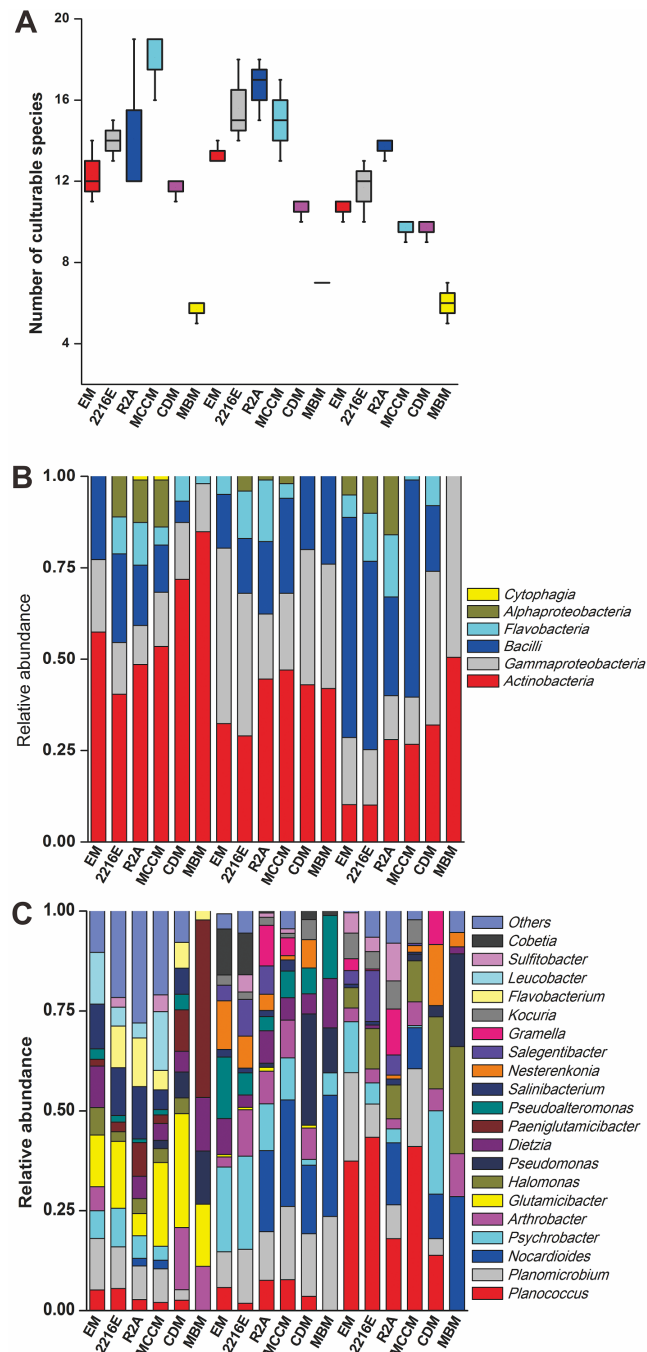 A
20
16
12
8
4
Number of culturable species
EM 2216E R2A MCCM CDM MBM EM 2216E R2A MCCM CDM MBM EM 2216E R2A MCCM CDM MBM
B
1.00
0.75
0.50
0.25
0.00
Relative abundance
Cytophagia
Alphaproteobacteria
Flavobacteria
Bacilli
Gammaproteobacteria
Actinobacteria
EM 2216E R2A MCCM CDM MBM EM 2216E R2A MCCM CDM MBM EM 2216E R2A MCCM CDM MBM
C
1.00
0.75
0.50
0.25
0.00
Relative abundance
Others
Cobetia
Sulfitobacter
Leucobacter
Flavobacterium
Kocuria
Gramella
Salegentibacter
Nesterenkonia
Salinibacterium
Pseudoalteromonas
Paeniglutamicibacter
Dietzia
Pseudomonas
Halomonas
Glutamicibacter
Arthrobacter
Psychrobacter
Nocardioides
Planomicrobium
Planococcus
EM 2216E R2A MCCM CDM MBM EM 2216E R2A MCCM CDM MBM EM 2216E R2A MCCM CDM MBM